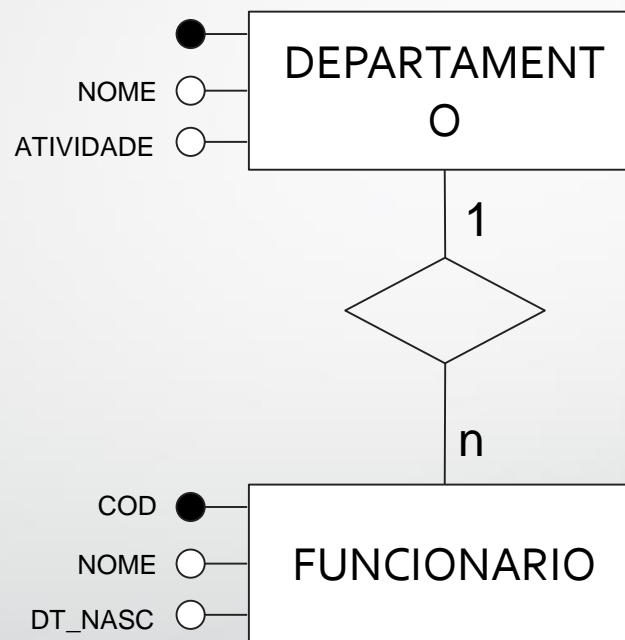 DEPARTAMENT
O
NOME
ATIVIDADE
1
n
COD
NOME
DT_NASC
FUNCIONARIO